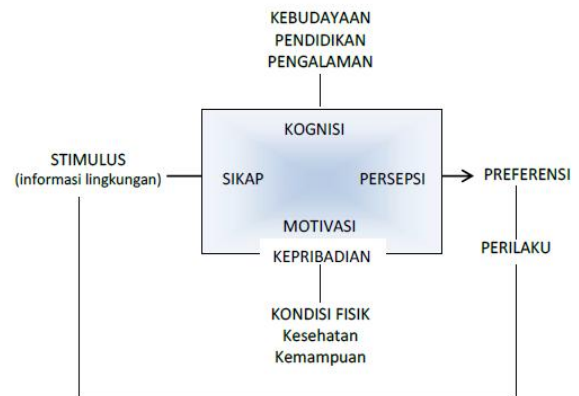 KEBUDAYAAN
PENDIDIKAN
PENGALAMAN
KOGNISI
STIMULUS
(informasi lingkungan)
SIKAP
PERSEPSI
PREFERENSI
MOTIVASI
KEPRIBADIAN
PERILAKU
KONDISI FISIK
Kesehatan
Kemampuan